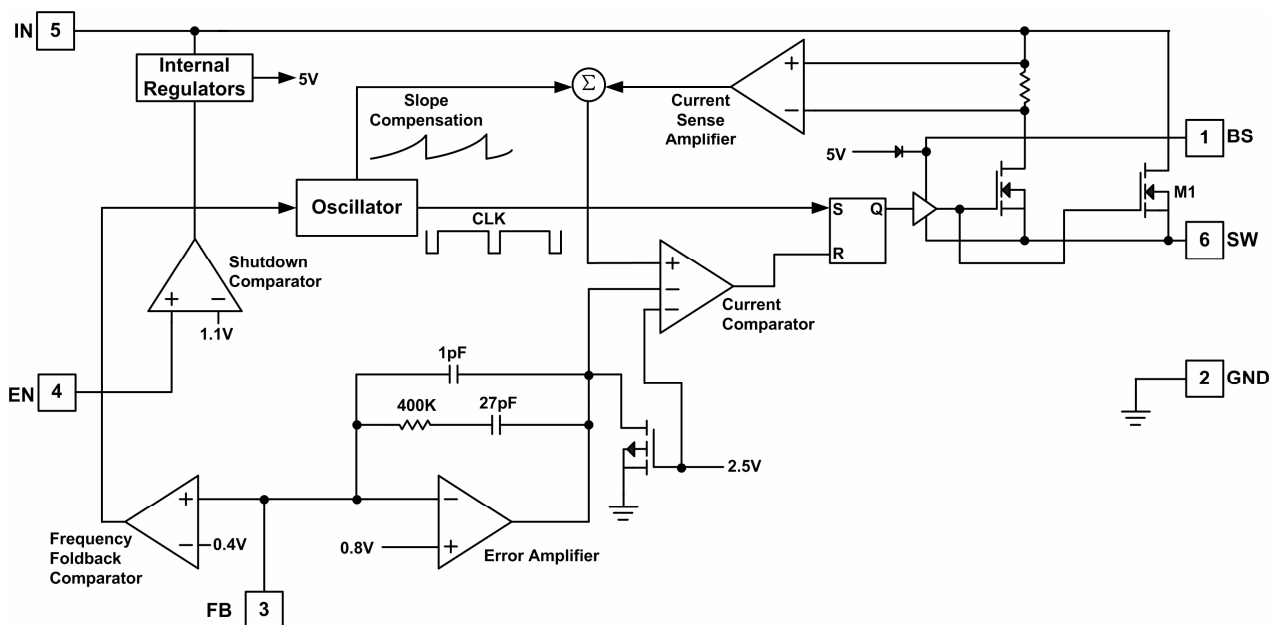 IN 5
Internal
Regulators
5V
Slope
Compensation
Σ
Current
Sense
Amplifier
+
−
5V
1 BS
M1
Oscillator
CLK
S Q
R
6 SW
Shutdown
Comparator
+ −
1.1V
+
−
−
Current
Comparator
EN 4
1pF
400K 27pF
2 GND
2.5V
Frequency
Foldback
Comparator
+
− 0.4V
−
0.8V +
Error Amplifier
FB 3